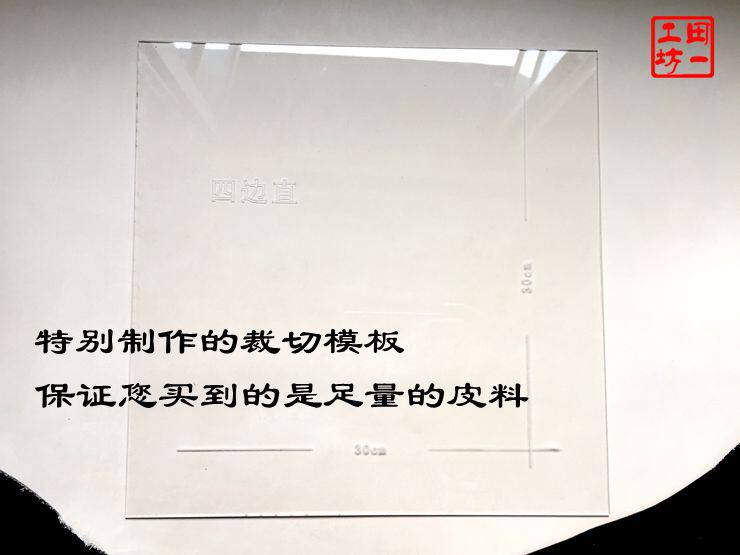 田一
工坊
四边直
30cm
特别制作的裁切模板
保证您买到的是足量的皮料
30cm